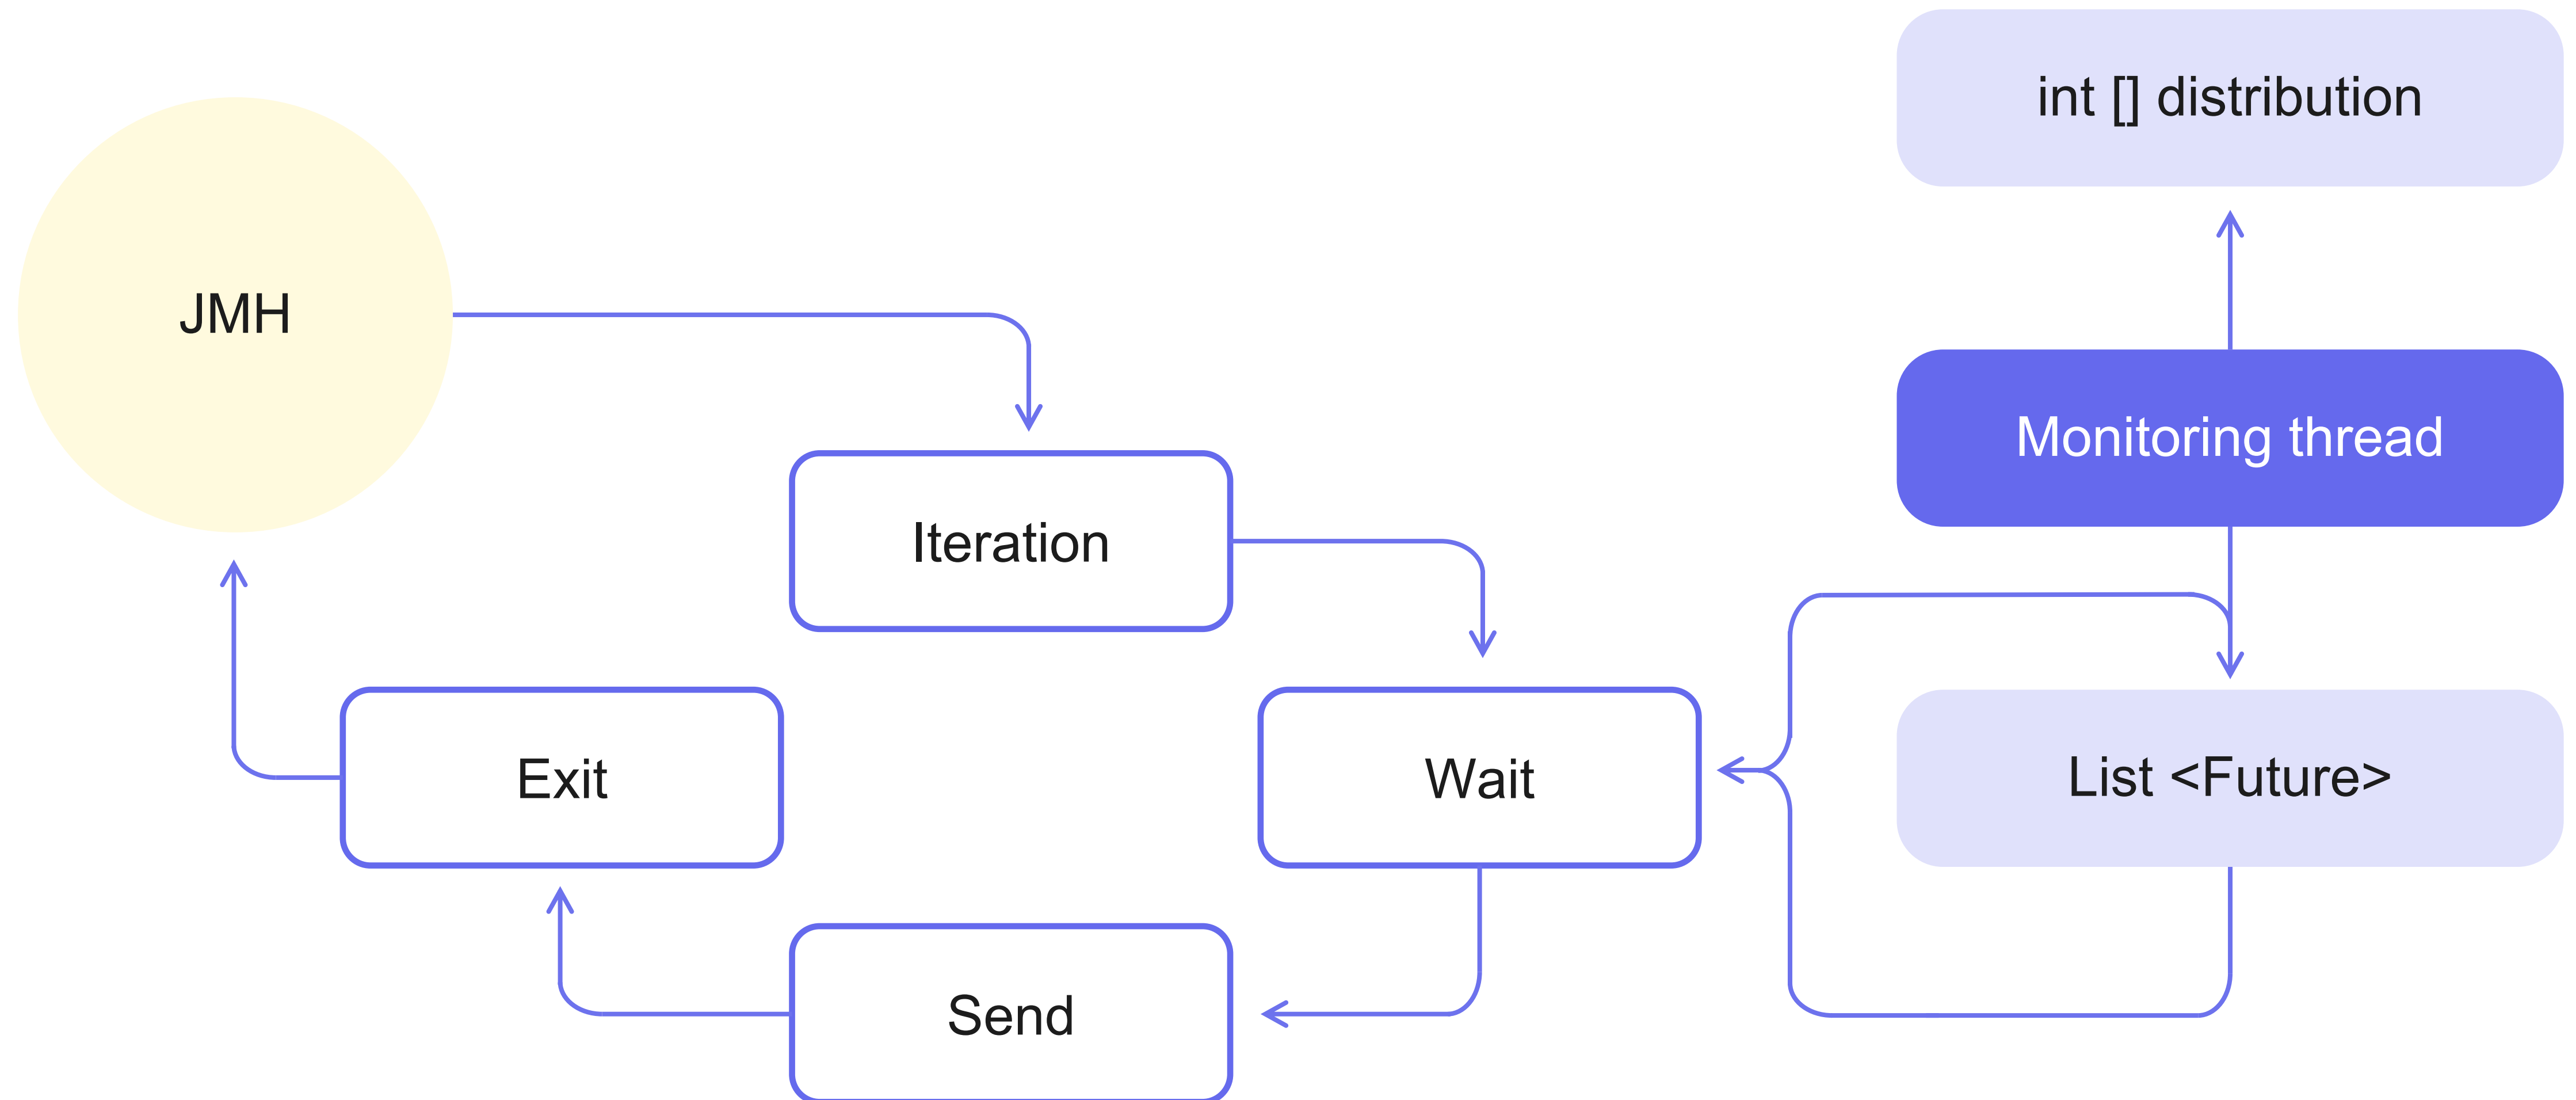 int [] distribution
JMH
Monitoring thread
Iteration
Exit
Wait
List <Future>
Send